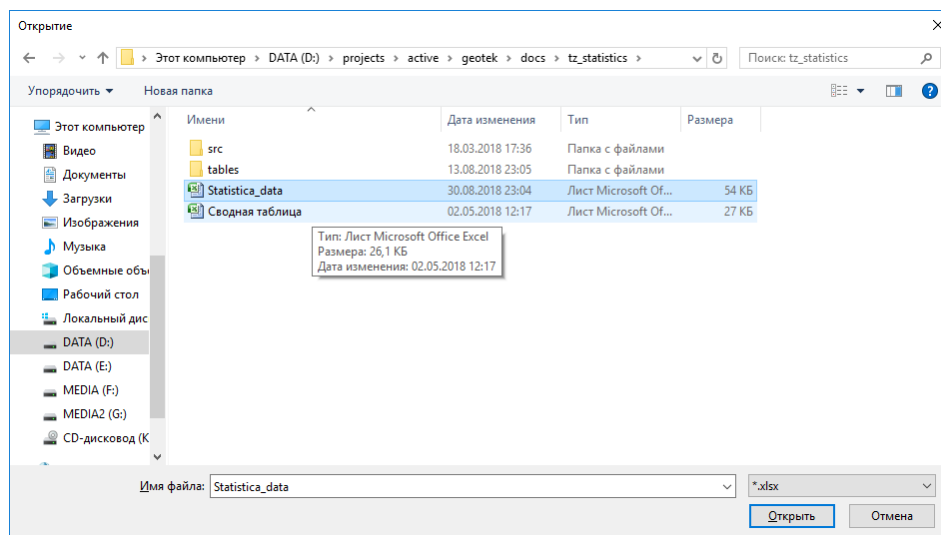 Открытие
Этот компьютер > DATA (D:) > projects > active > geotek > docs > tz_statistics >
Поиск: tz_statistics
Упорядочить
Новая папка
?
Имени
Дата изменения
Тип
Размера
Этот компьютер
Видео
Документы
Загрузки
Изображения
Музыка
Объемные объ
Рабочий стол
Локальный дис
DATA (D:)
DATA (E:)
MEDIA (F:)
MEDIA2 (G:)
CD-дисковод (K
src 18.03.2018 17:36 Папка с файлами
tables 13.08.2018 23:05 Папка с файлами
Statistica_data 30.08.2018 23:04 Лист Microsoft Of... 54 КБ
Сводная таблица 02.05.2018 12:17 Лист Microsoft Of... 27 КБ
Тип: Лист Microsoft Office Excel
Размера: 26,1 КБ
Дата изменения: 02.05.2018 12:17
Имя файла: Statistica_data
*.xlsx
Открыть
Отмена